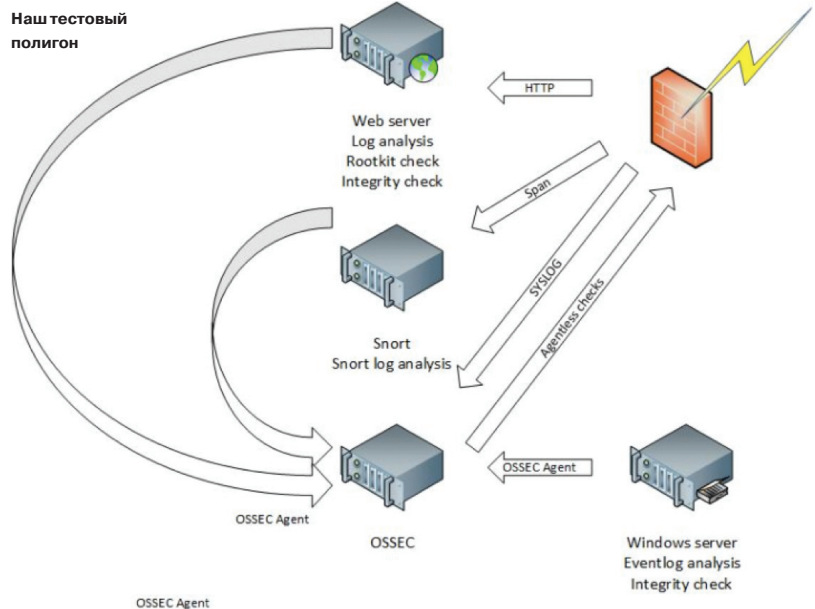 Наш тестовый
полигон
HTTP
Web server
Log analysis
Rootkit check
Integrity check
Span
SYSLOG
Agentless checks
Snort
Snort log analysis
OSSEC Agent
OSSEC Agent
OSSEC
Windows server
Eventlog analysis
Integrity check
OSSEC Agent